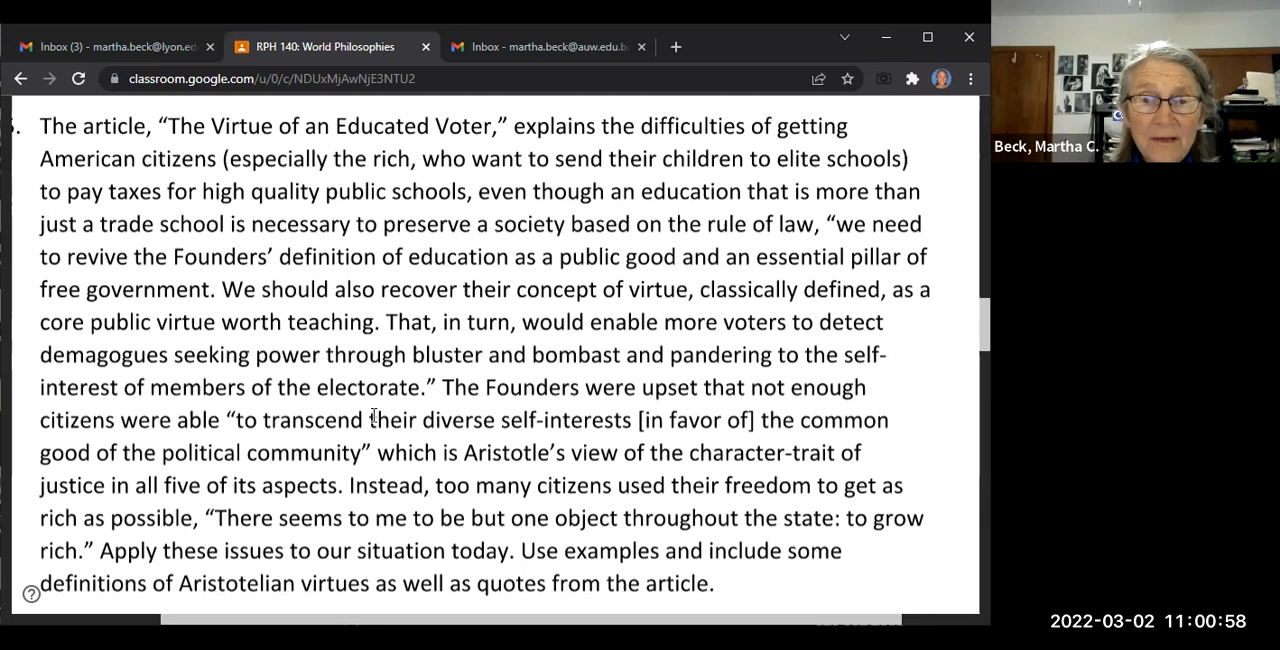 Inbox (3) - martha.beck@lyon.ed
RPH 140: World Philosophies
Inbox - martha.beck@auw.edu.b
classroom.google.com/u/0/c/NDUxMjAwNjE3NTU2
. The article, “The Virtue of an Educated Voter,” explains the difficulties of getting
American citizens (especially the rich, who want to send their children to elite schools)
to pay taxes for high quality public schools, even though an education that is more than
just a trade school is necessary to preserve a society based on the rule of law, “we need
to revive the Founders’ definition of education as a public good and an essential pillar of
free government. We should also recover their concept of virtue, classically defined, as a
core public virtue worth teaching. That, in turn, would enable more voters to detect
demagogues seeking power through bluster and bombast and pandering to the self-
interest of members of the electorate.” The Founders were upset that not enough
citizens were able “to transcend their diverse self-interests [in favor of] the common
good of the political community” which is Aristotle’s view of the character-trait of
justice in all five of its aspects. Instead, too many citizens used their freedom to get as
rich as possible, “There seems to me to be but one object throughout the state: to grow
rich.” Apply these issues to our situation today. Use examples and include some
definitions of Aristotelian virtues as well as quotes from the article.
Beck, Martha C.
2022-03-02 11:00:58